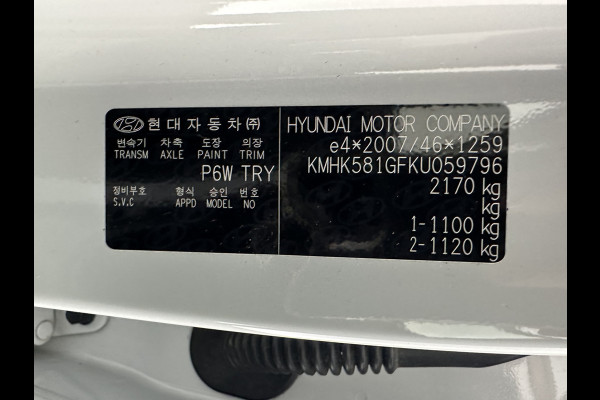 현대자동차㈜
변속기 차축 도장 의장
TRANSM AXLE PAINT TRIM
P6W TRY
정비부호 형식 승인 번호
S.V.C APPD MODEL NO
HYUNDAI MOTOR COMPANY
e4*2007/46*1259
KMHK581GFKU059796
2170 kg
kg
1-1100 kg
2-1120 kg